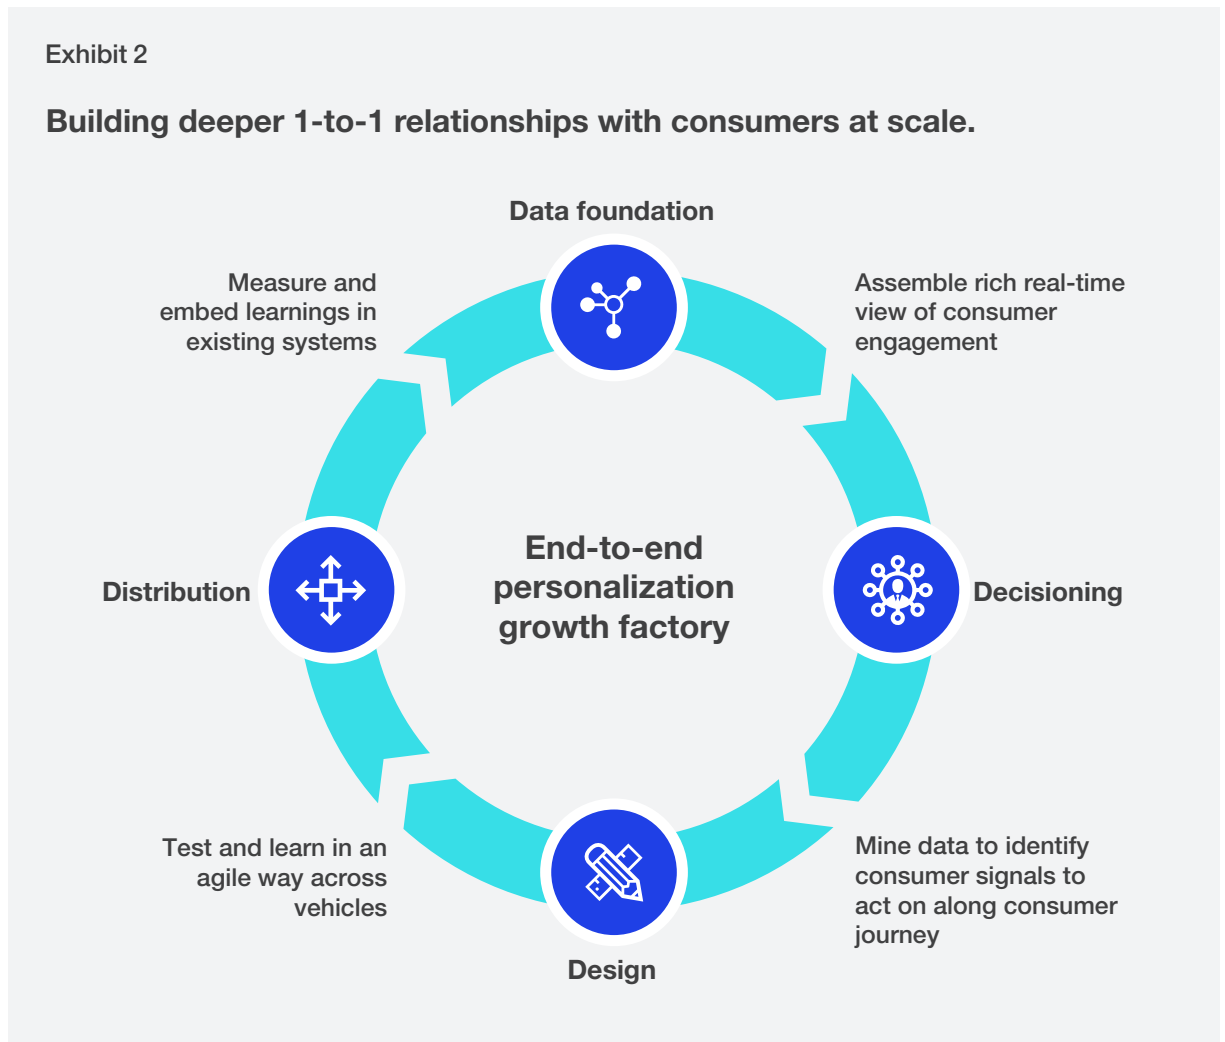 Exhibit 2
Building deeper 1-to-1 relationships with consumers at scale.
Data foundation
Measure and
embed learnings in
existing systems
Assemble rich real-time
view of consumer
engagement
End-to-end
personalization
growth factory
Distribution
Decisioning
Test and learn in an
agile way across
vehicles
Mine data to identify
consumer signals to
act on along consumer
journey
Design